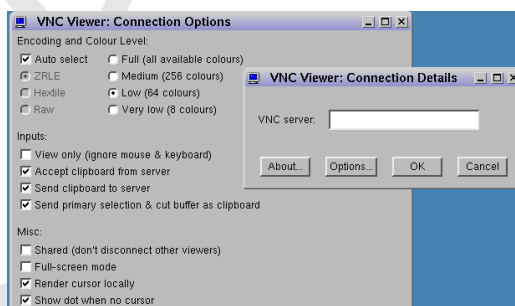 VNC Viewer: Connection Options
Encoding and Colour Level:
Auto select
Full (all available colours)
ZRLE
Medium (256 colours)
Hextile
Low (64 colours)
Raw
Very low (8 colours)
Inputs:
View only (ignore mouse & keyboard)
Accept clipboard from server
Send clipboard to server
Send primary selection & cut buffer as clipboard
Misc:
Shared (don't disconnect other viewers)
Full-screen mode
Render cursor locally
Show dot when no cursor
VNC Viewer: Connection Details
VNC server:
About... Options... OK Cancel